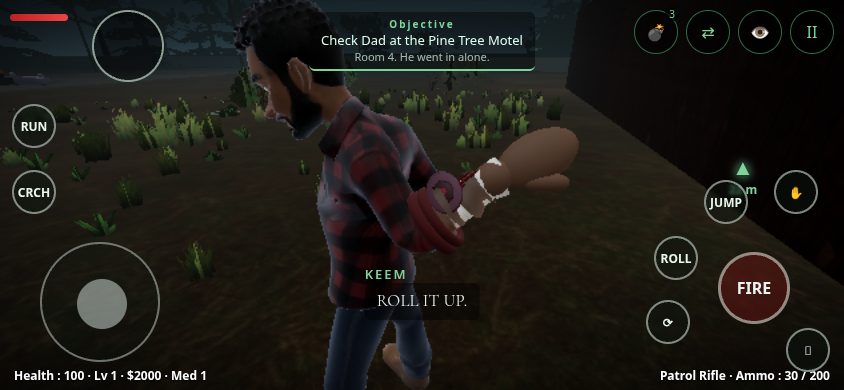 Objective
Check Dad at the Pine Tree Motel
Room 4. He went in alone.
3
II
RUN
CRCH
m
JUMP
ROLL
FIRE
KEEM
ROLL IT UP.
Health : 100 · Lv 1 · $2000 · Med 1
Patrol Rifle · Ammo : 30 / 200